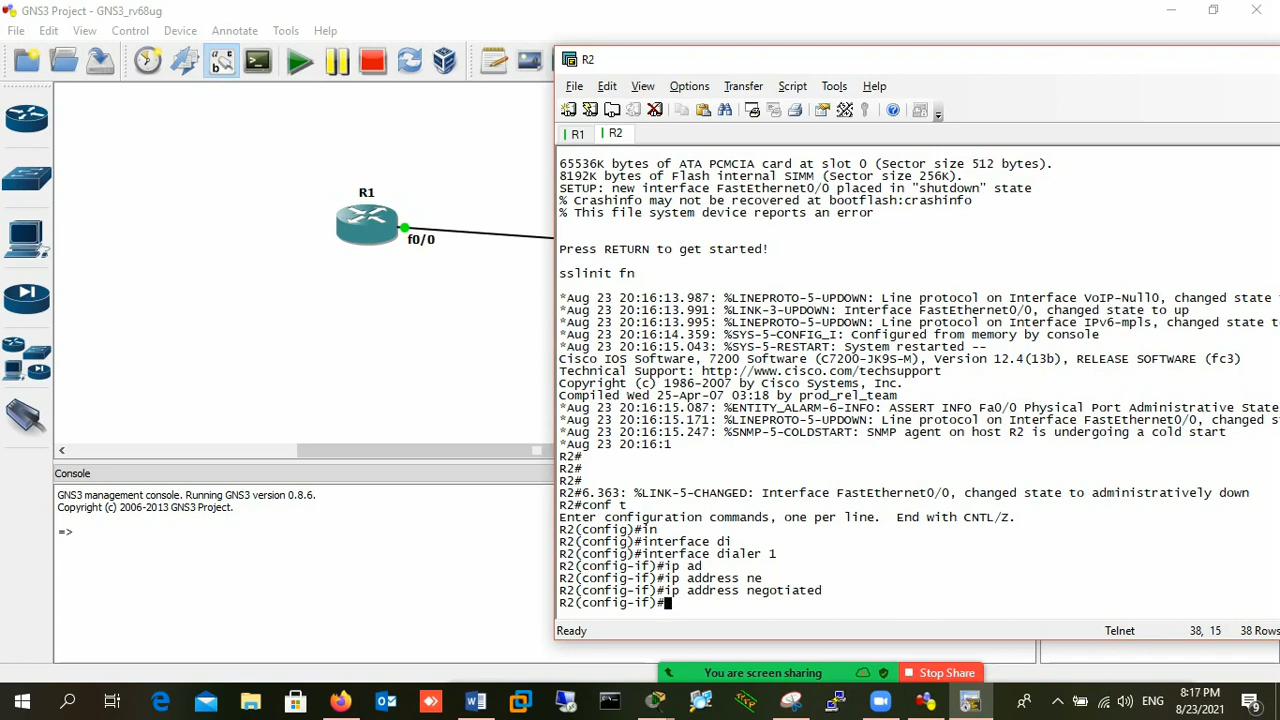 GNS3 Project - GNS3_rv68ug
File Edit View Control Device Annotate Tools Help
R2
File Edit View Options Transfer Script Tools Help
R1 R2
65536K bytes of ATA PCMCIA card at slot 0 (Sector size 512 bytes).
8192K bytes of Flash internal SIMM (Sector size 256K).
SETUP: new interface FastEthernet0/0 placed in "shutdown" state
% Crashinfo may not be recovered at bootflash:crashinfo
% This file system device reports an error
Press RETURN to get started!
sslinit fn
*Aug 23 20:16:13.987: %LINEPROTO-5-UPDOWN: Line protocol on Interface VoIP-Null0, changed state
*Aug 23 20:16:13.991: %LINK-3-UPDOWN: Interface FastEthernet0/0, changed state to up
*Aug 23 20:16:13.995: %LINEPROTO-5-UPDOWN: Line protocol on Interface IPv6-mpls, changed state to
*Aug 23 20:16:14.359: %SYS-5-CONFIG_I: Configured from memory by console
*Aug 23 20:16:15.043: %SYS-5-RESTART: System restarted --
Cisco IOS Software, 7200 Software (C7200-JK9S-M), Version 12.4(13b), RELEASE SOFTWARE (fc3)
Technical Support: http://www.cisco.com/techsupport
Copyright (c) 1986-2007 by Cisco Systems, Inc.
Compiled Wed 25-Apr-07 03:18 by prod_rel_team
*Aug 23 20:16:15.087: %ENTITY_ALARM-6-INFO: ASSERT INFO Fa0/0 Physical Port Administrative State
*Aug 23 20:16:15.171: %LINEPROTO-5-UPDOWN: Line protocol on Interface FastEthernet0/0, changed
*Aug 23 20:16:15.247: %SNMP-5-COLDSTART: SNMP agent on host R2 is undergoing a cold start
*Aug 23 20:16:1
R2#
R2#
R2#
R2#6.363: %LINK-5-CHANGED: Interface FastEthernet0/0, changed state to administratively down
R2#conf t
Enter configuration commands, one per line.  End with CNTL/Z.
R2(config)#in
R2(config)#interface di
R2(config)#interface dialer 1
R2(config-if)#ip ad
R2(config-if)#ip address ne
R2(config-if)#ip address negotiated
R2(config-if)#
Ready Telnet 38, 15 38 Rows
R1
f0/0
Console
GNS3 management console. Running GNS3 version 0.8.6.
Copyright (c) 2006-2013 GNS3 Project.
=>
You are screen sharing Stop Share
ENG 8:17 PM
8/23/2021